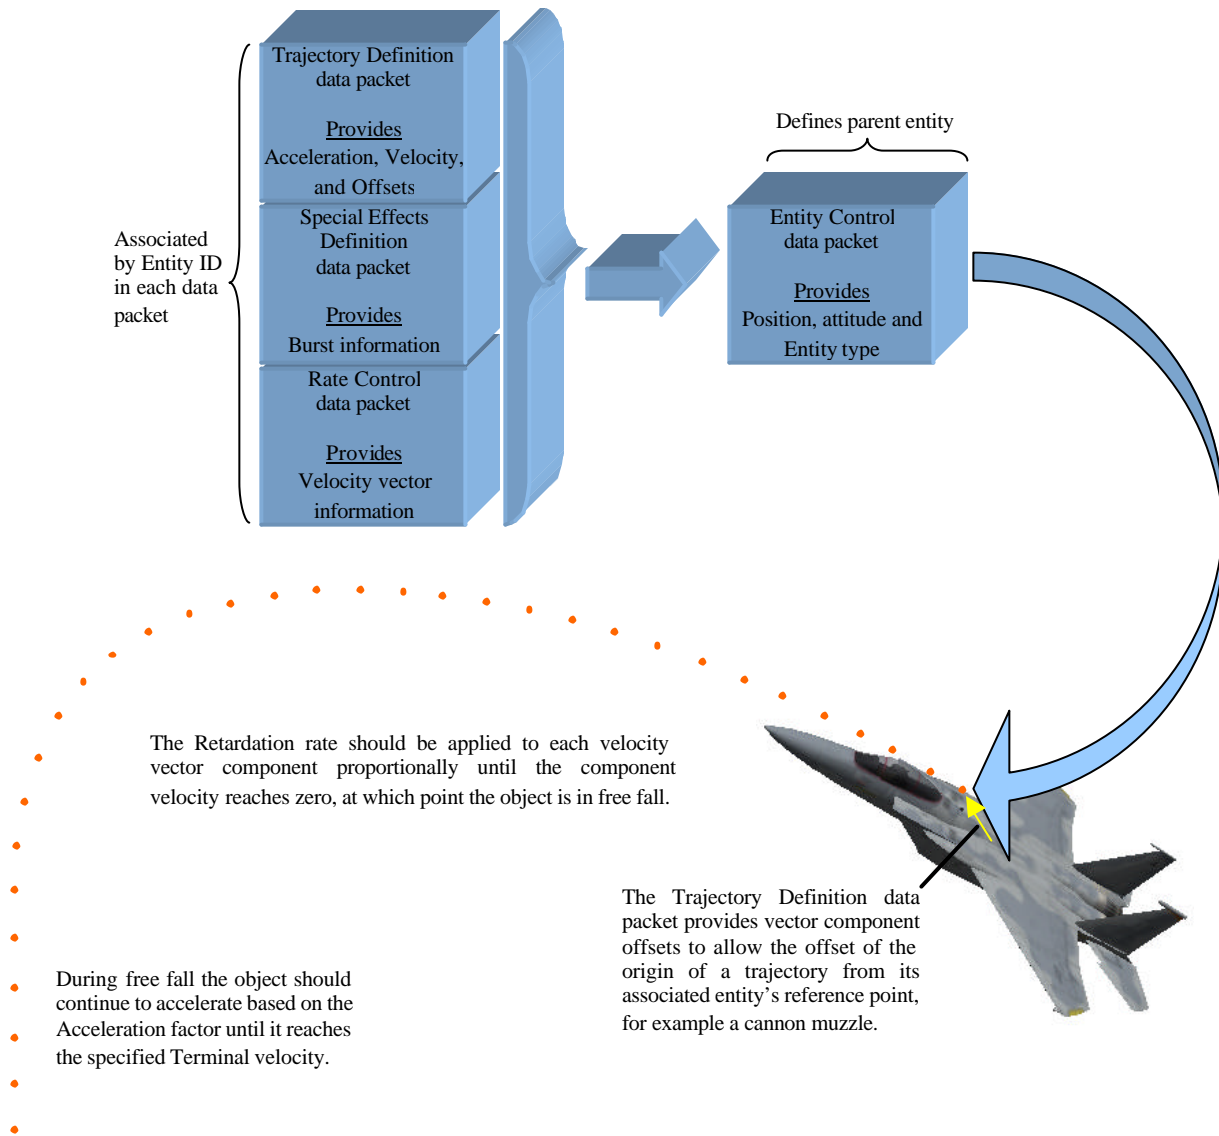 Trajectory Definition
data packet
Provides
Acceleration, Velocity,
and Offsets
Special Effects
Definition
data packet
Provides
Burst information
Rate Control
data packet
Provides
Velocity vector
information
Associated
by Entity ID
in each data
packet
Defines parent entity
Entity Control
data packet
Provides
Position, attitude and
Entity type
The Retardation rate should be applied to each velocity
vector component proportionally until the component
velocity reaches zero, at which point the object is in free fall.
The Trajectory Definition data
packet provides vector component
offsets to allow the offset of the
origin of a trajectory from its
associated entity's reference point,
for example a cannon muzzle.
During free fall the object should
continue to accelerate based on the
Acceleration factor until it reaches
the specified Terminal velocity.